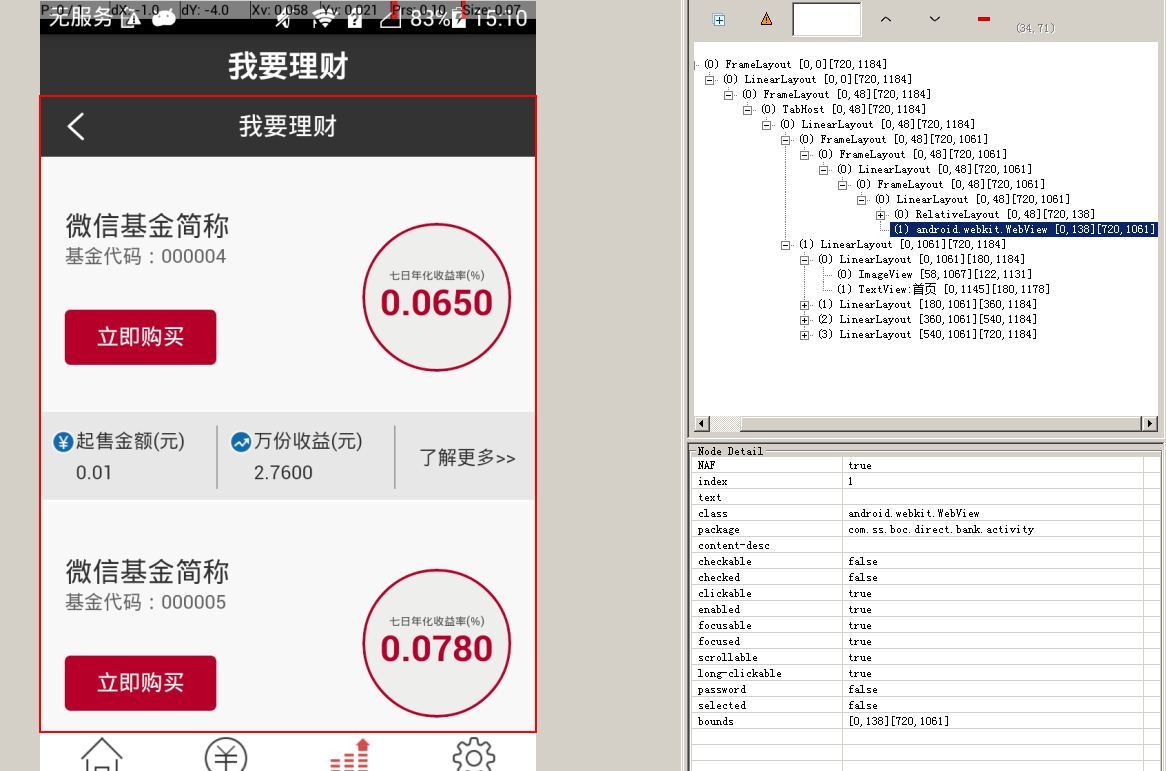 P: 0 / 1 dX: -1.0 dY: -4.0 Xv: 0.058 Yv: 0.021 Prs: 0.10 Size: 0.07
无服务 83% 15:10
我要理财
我要理财
微信基金简称
基金代码：000004
七日年化收益率(%)
0.0650
立即购买
起售金额(元)
0.01
万份收益(元)
2.7600
了解更多>>
微信基金简称
基金代码：000005
七日年化收益率(%)
0.0780
立即购买
(34,71)
(0) FrameLayout [0,0][720,1184]
(0) LinearLayout [0,0][720,1184]
(0) FrameLayout [0,48][720,1184]
(0) TabHost [0,48][720,1184]
(0) LinearLayout [0,48][720,1184]
(0) FrameLayout [0,48][720,1061]
(0) FrameLayout [0,48][720,1061]
(0) LinearLayout [0,48][720,1061]
(0) FrameLayout [0,48][720,1061]
(0) LinearLayout [0,48][720,1061]
(0) RelativeLayout [0,48][720,138]
(1) android.webkit.WebView [0,138][720,1061]
(1) LinearLayout [0,1061][720,1184]
(0) LinearLayout [0,1061][180,1184]
(0) ImageView [58,1067][122,1131]
(1) TextView:首页 [0,1145][180,1178]
(1) LinearLayout [180,1061][360,1184]
(2) LinearLayout [360,1061][540,1184]
(3) LinearLayout [540,1061][720,1184]
Node Detail
NAF true
index 1
text
class android.webkit.WebView
package com.ss.boc.direct.bank.activity
content-desc
checkable false
checked false
clickable true
enabled true
focusable true
focused true
scrollable true
long-clickable true
password false
selected false
bounds [0,138][720,1061]